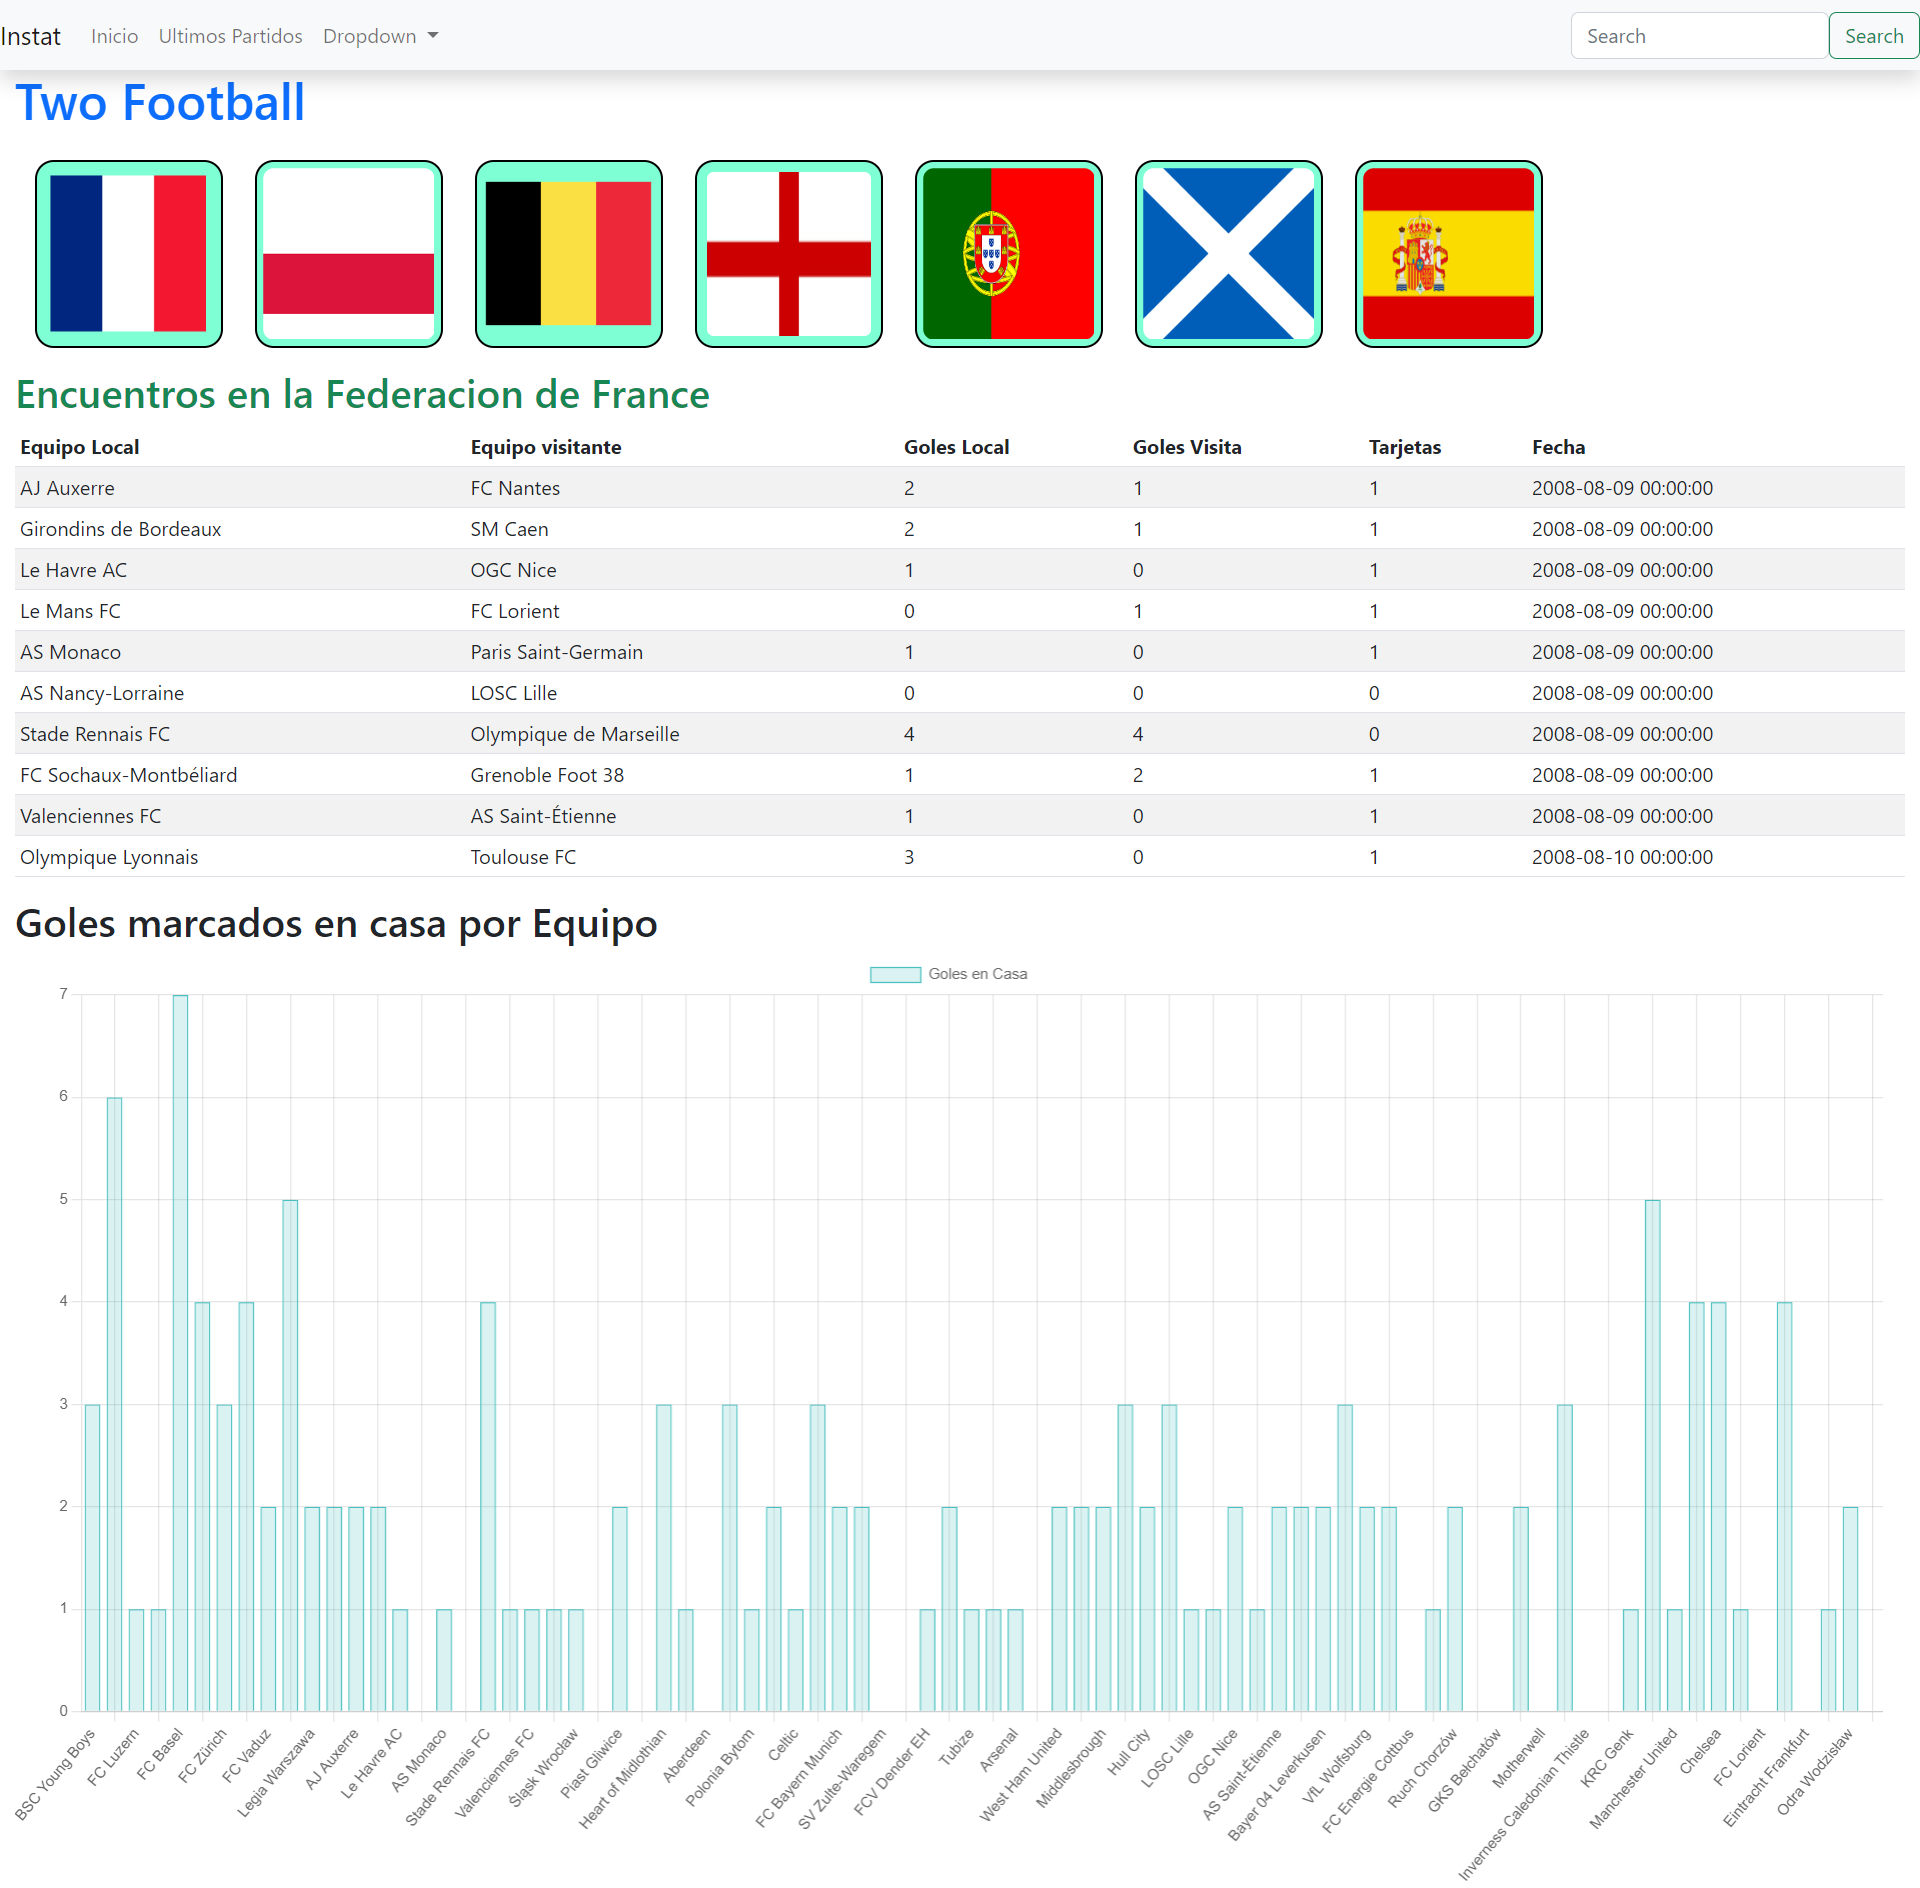 Instat Inicio Ultimos Partidos Dropdown Search Search
Two Football
Encuentros en la Federacion de France
Equipo Local Equipo visitante Goles Local Goles Visita Tarjetas Fecha
AJ Auxerre FC Nantes 2 1 1 2008-08-09 00:00:00
Girondins de Bordeaux SM Caen 2 1 1 2008-08-09 00:00:00
Le Havre AC OGC Nice 1 0 1 2008-08-09 00:00:00
Le Mans FC FC Lorient 0 1 1 2008-08-09 00:00:00
AS Monaco Paris Saint-Germain 1 0 1 2008-08-09 00:00:00
AS Nancy-Lorraine LOSC Lille 0 0 0 2008-08-09 00:00:00
Stade Rennais FC Olympique de Marseille 4 4 0 2008-08-09 00:00:00
FC Sochaux-Montbéliard Grenoble Foot 38 1 2 1 2008-08-09 00:00:00
Valenciennes FC AS Saint-Étienne 1 0 1 2008-08-09 00:00:00
Olympique Lyonnais Toulouse FC 3 0 1 2008-08-10 00:00:00
Goles marcados en casa por Equipo
Goles en Casa
7
6
5
4
3
2
1
0
BSC Young Boys
FC Luzern
FC Basel
FC Zürich
FC Vaduz
Legia Warszawa
AJ Auxerre
Le Havre AC
AS Monaco
Stade Rennais FC
Valenciennes FC
Śląsk Wrocław
Piast Gliwice
Heart of Midlothian
Aberdeen
Polonia Bytom
Celtic
FC Bayern Munich
SV Zulte-Waregem
FCV Dender EH
Tubize
Arsenal
West Ham United
Middlesbrough
Hull City
LOSC Lille
OGC Nice
AS Saint-Étienne
Bayer 04 Leverkusen
VfL Wolfsburg
FC Energie Cottbus
Ruch Chorzów
GKS Bełchatów
Motherwell
Inverness Caledonian Thistle
KRC Genk
Manchester United
Chelsea
FC Lorient
Eintracht Frankfurt
Odra Wodzisław